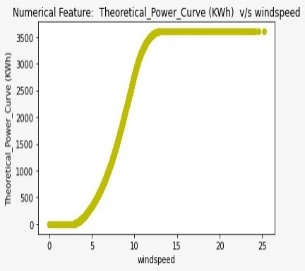 Numerical Feature: Theoretical_Power_Curve (KWh) v/s windspeed
Theoretical_Power_Curve (KWh)
3500
3000
2500
2000
1500
1000
500
0
0 5 10 15 20 25
windspeed